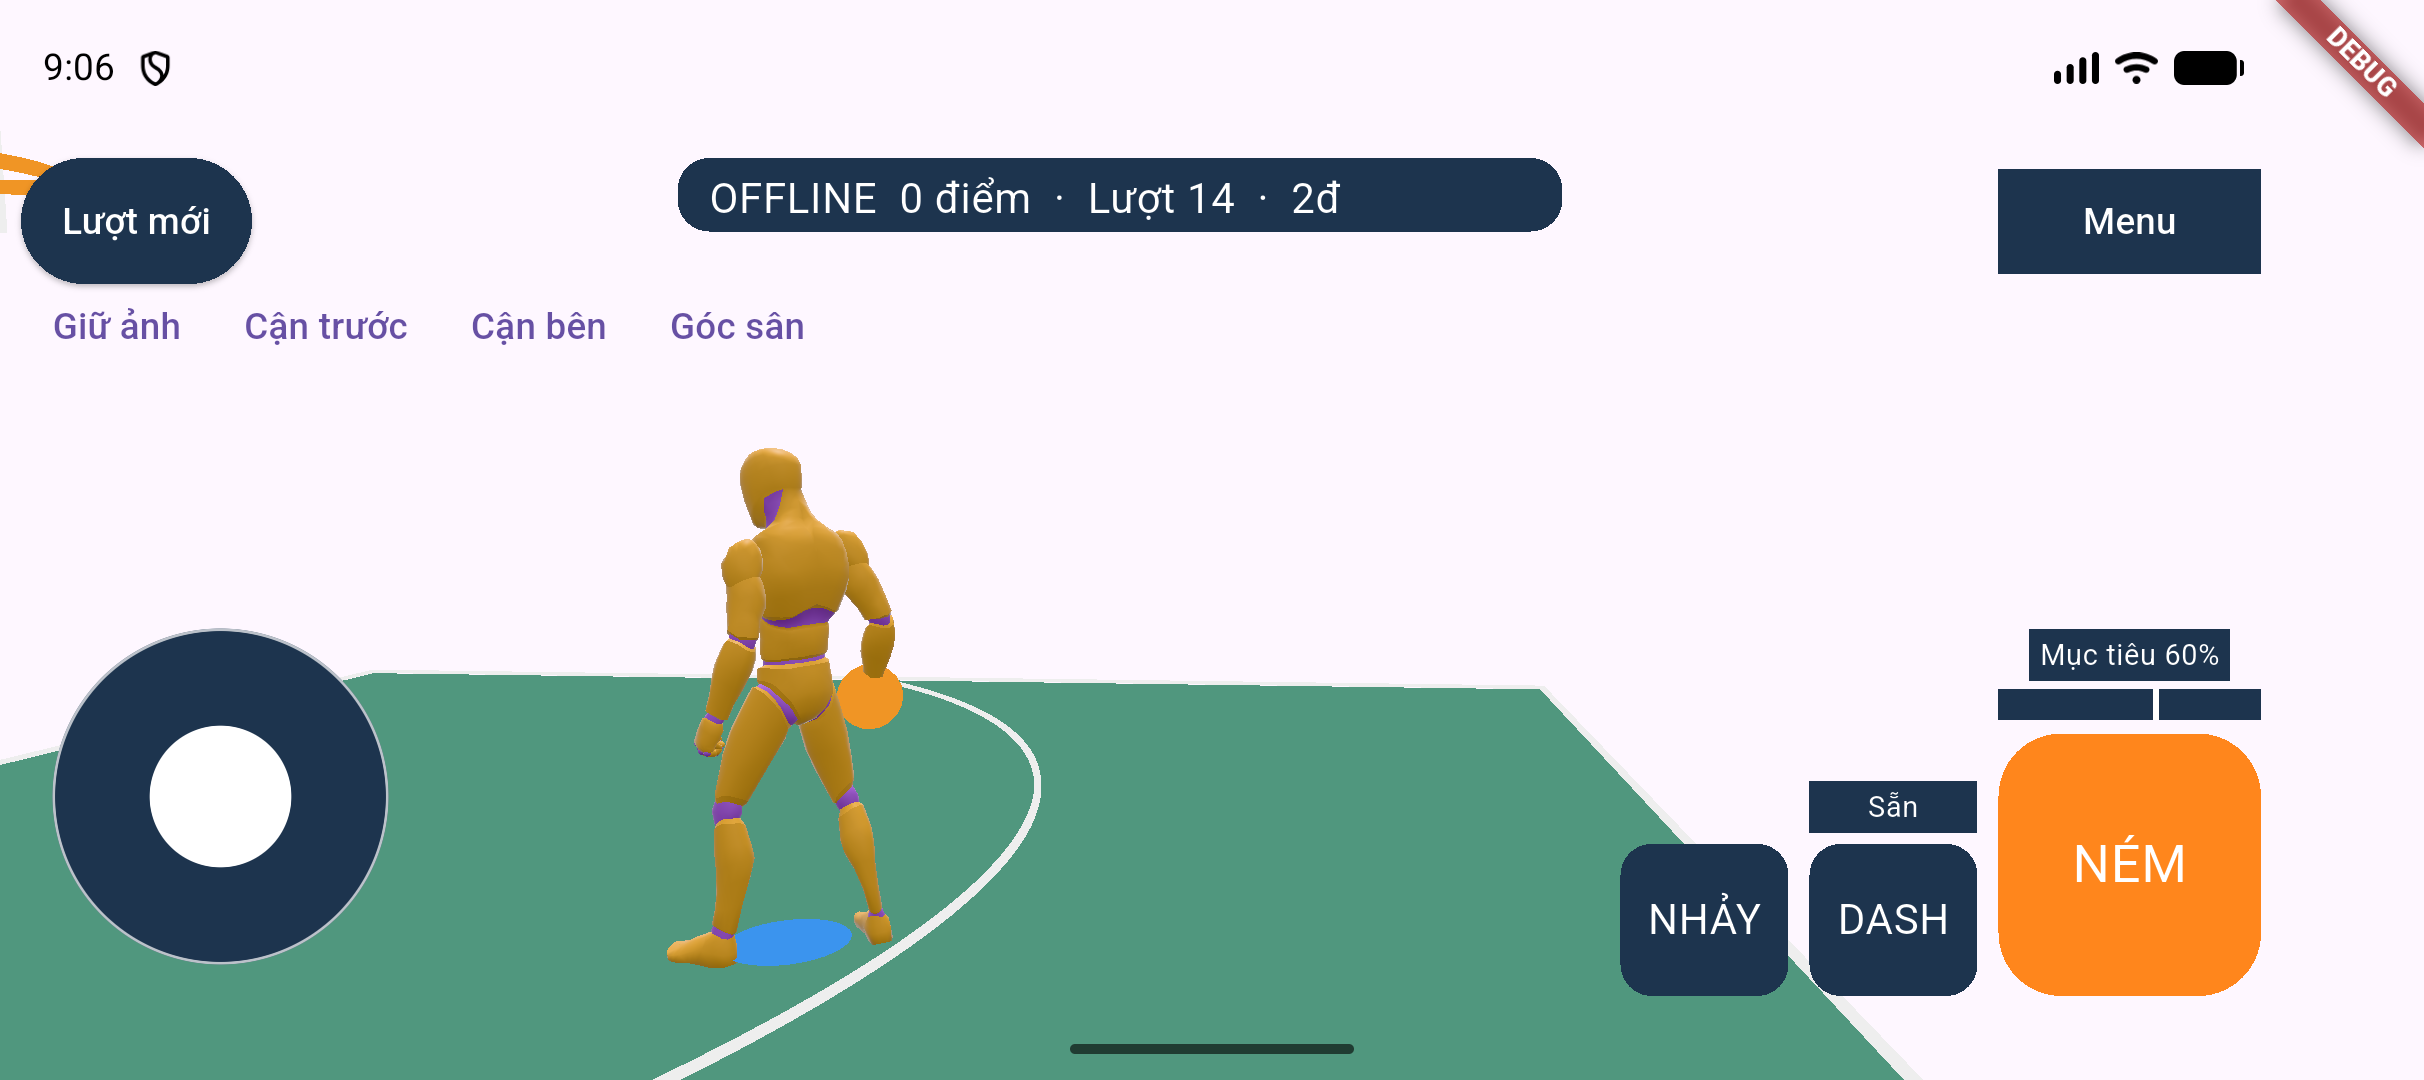 9:06
DEBUG
Lượt mới
OFFLINE 0 điểm · Lượt 14 · 2đ
Menu
Giữ ảnh Cận trước Cận bên Góc sân
Mục tiêu 60%
Sẵn
NHẢY
DASH
NÉM